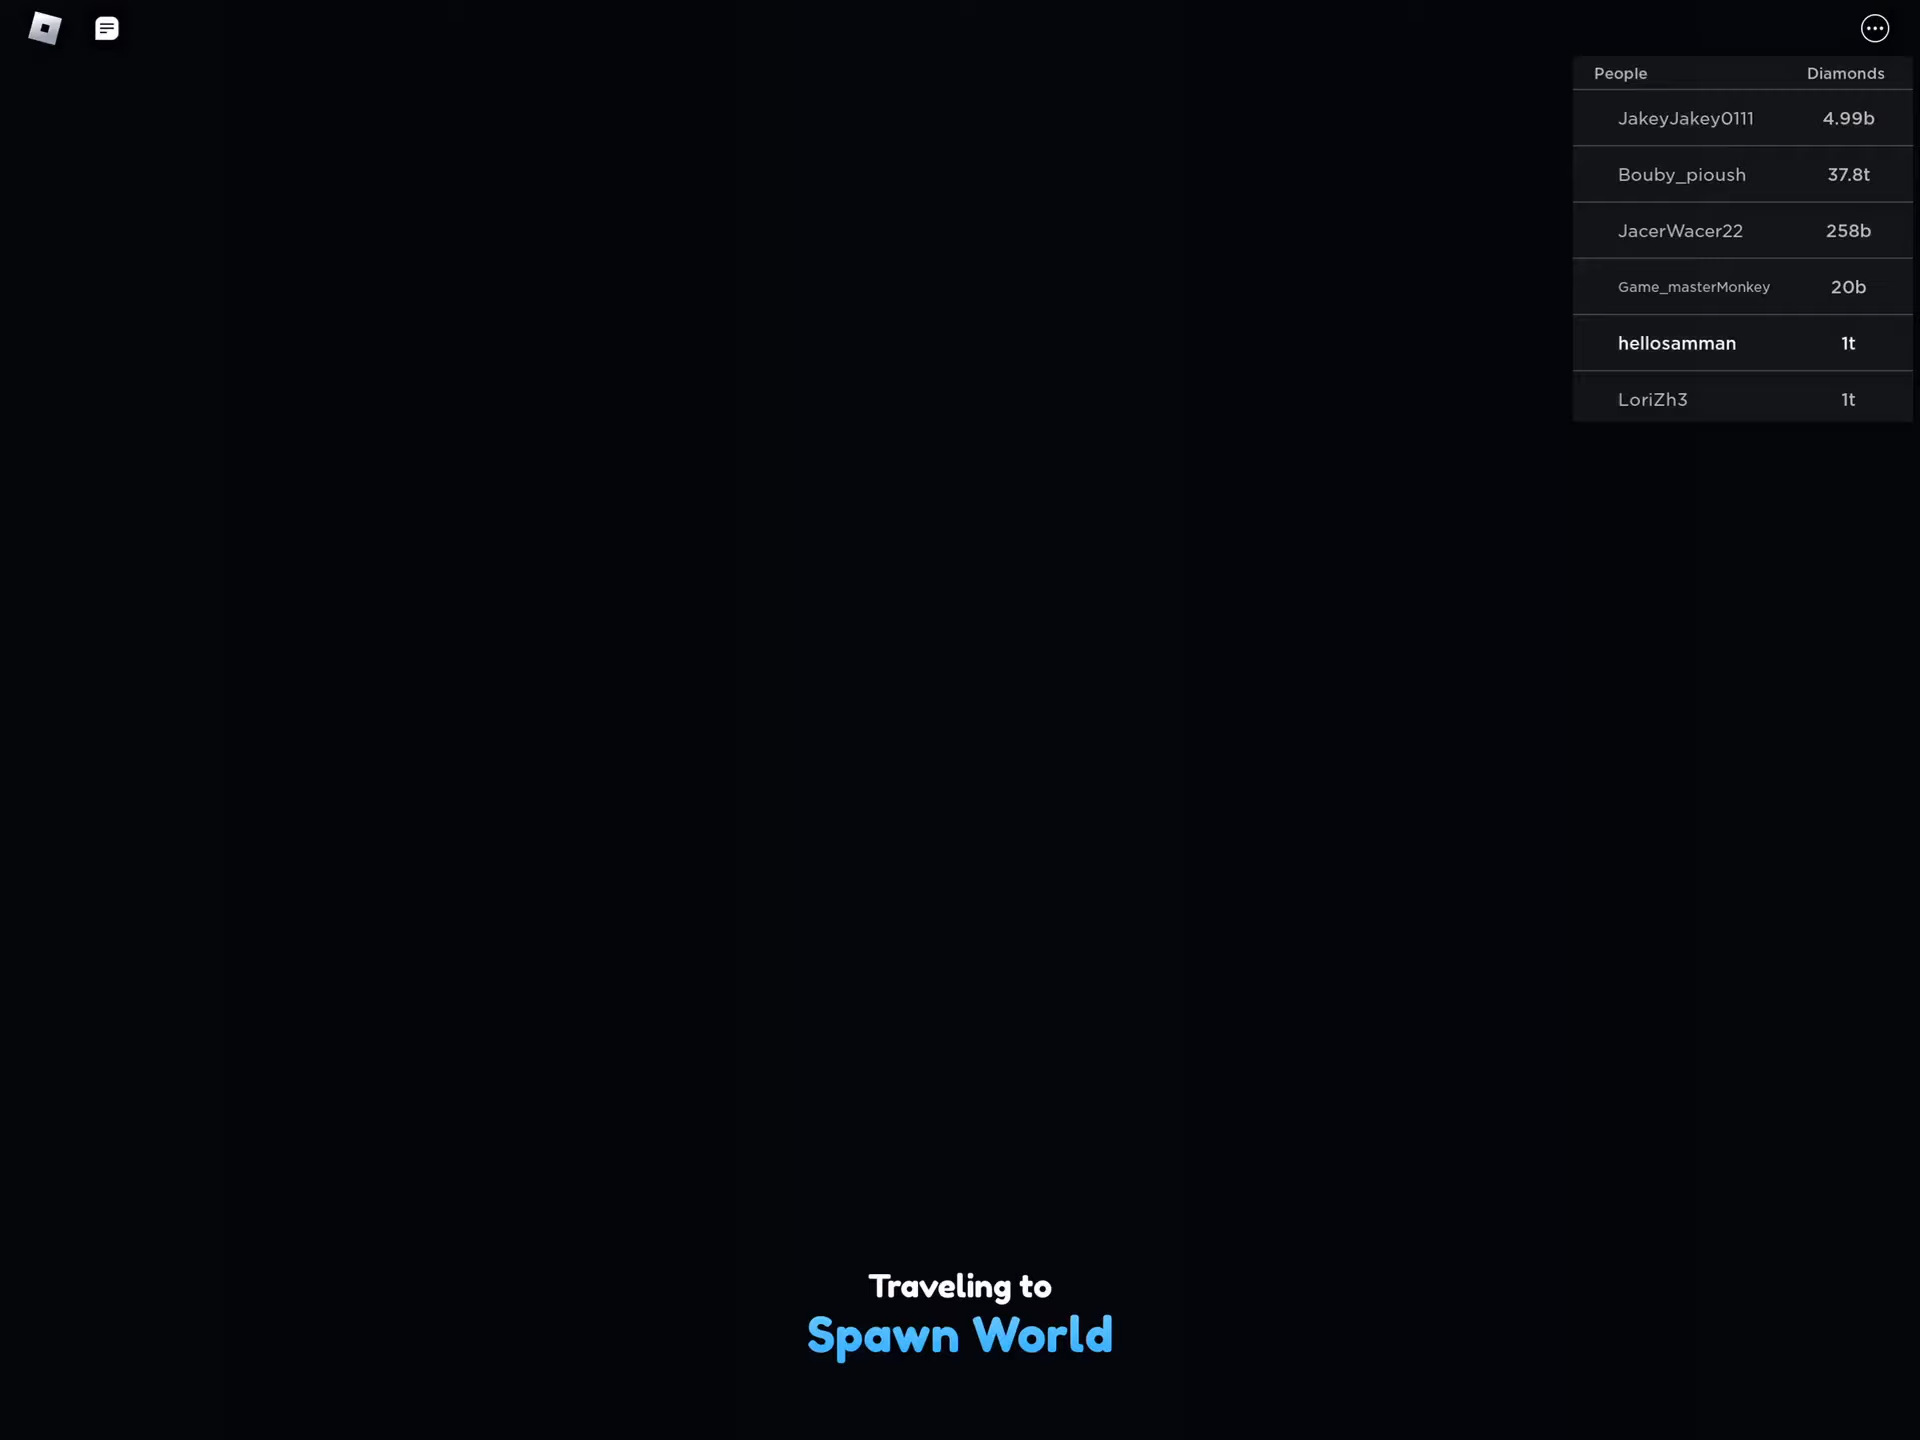 People Diamonds
JakeyJakey0111 4.99b
Bouby_pioush 37.8t
JacerWacer22 258b
Game_masterMonkey 20b
hellosamman 1t
LoriZh3 1t
Traveling to
Spawn World